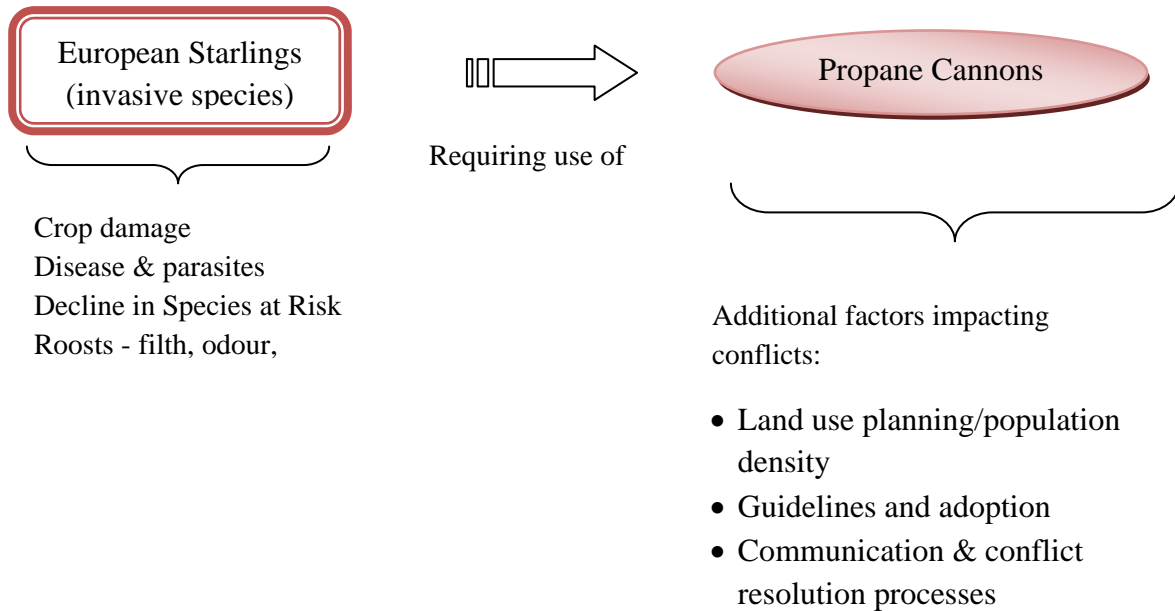 European Starlings
(invasive species)
Propane Cannons
Requiring use of
Crop damage
Disease & parasites
Decline in Species at Risk
Roosts - filth, odour,
Additional factors impacting
conflicts:
• Land use planning/population
density
• Guidelines and adoption
• Communication & conflict
resolution processes